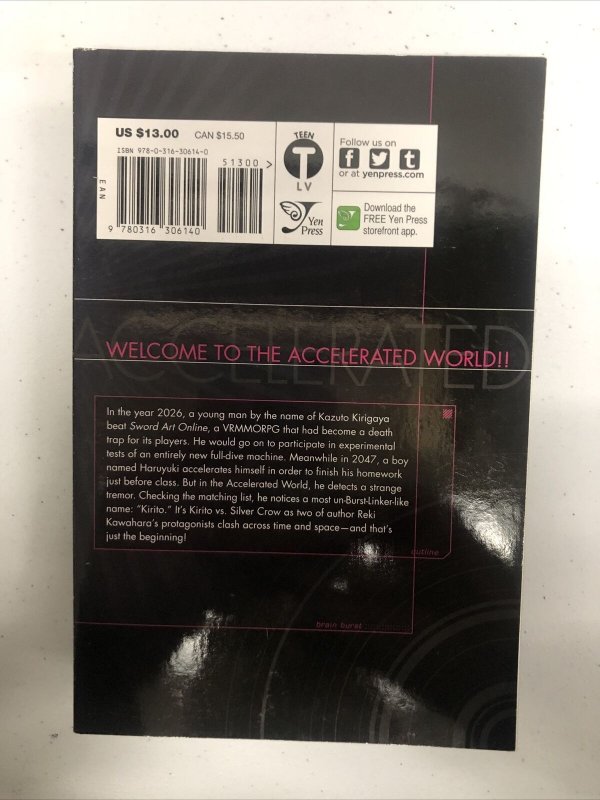 US $13.00 CAN $15.50
ISBN 978-0-316-30614-0
51300 >
EAN
9 780316 306140
TEEN
T
LV
Yen
Press
Follow us on
f t
or at yenpress.com
Download the
FREE Yen Press
storefront app.
ACCELERATED
WELCOME TO THE ACCELERATED WORLD!!
In the year 2026, a young man by the name of Kazuto Kirigaya
beat Sword Art Online, a VRMMORPG that had become a death
trap for its players. He would go on to participate in experimental
tests of an entirely new full-dive machine. Meanwhile in 2047, a boy
named Haruyuki accelerates himself in order to finish his homework
just before class. But in the Accelerated World, he detects a strange
tremor. Checking the matching list, he notices a most un-Burst-Linker-like
name: "Kirito." It's Kirito vs. Silver Crow as two of author Reki
Kawahara's protagonists clash across time and space—and that's
just the beginning!
outline
brain burst